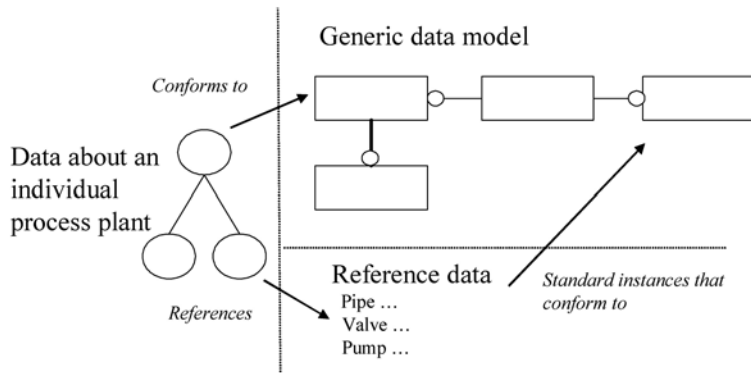 Generic data model
Conforms to
Data about an
individual
process plant
Reference data
Pipe ...
Valve ...
Pump ...
References
Standard instances that
conform to